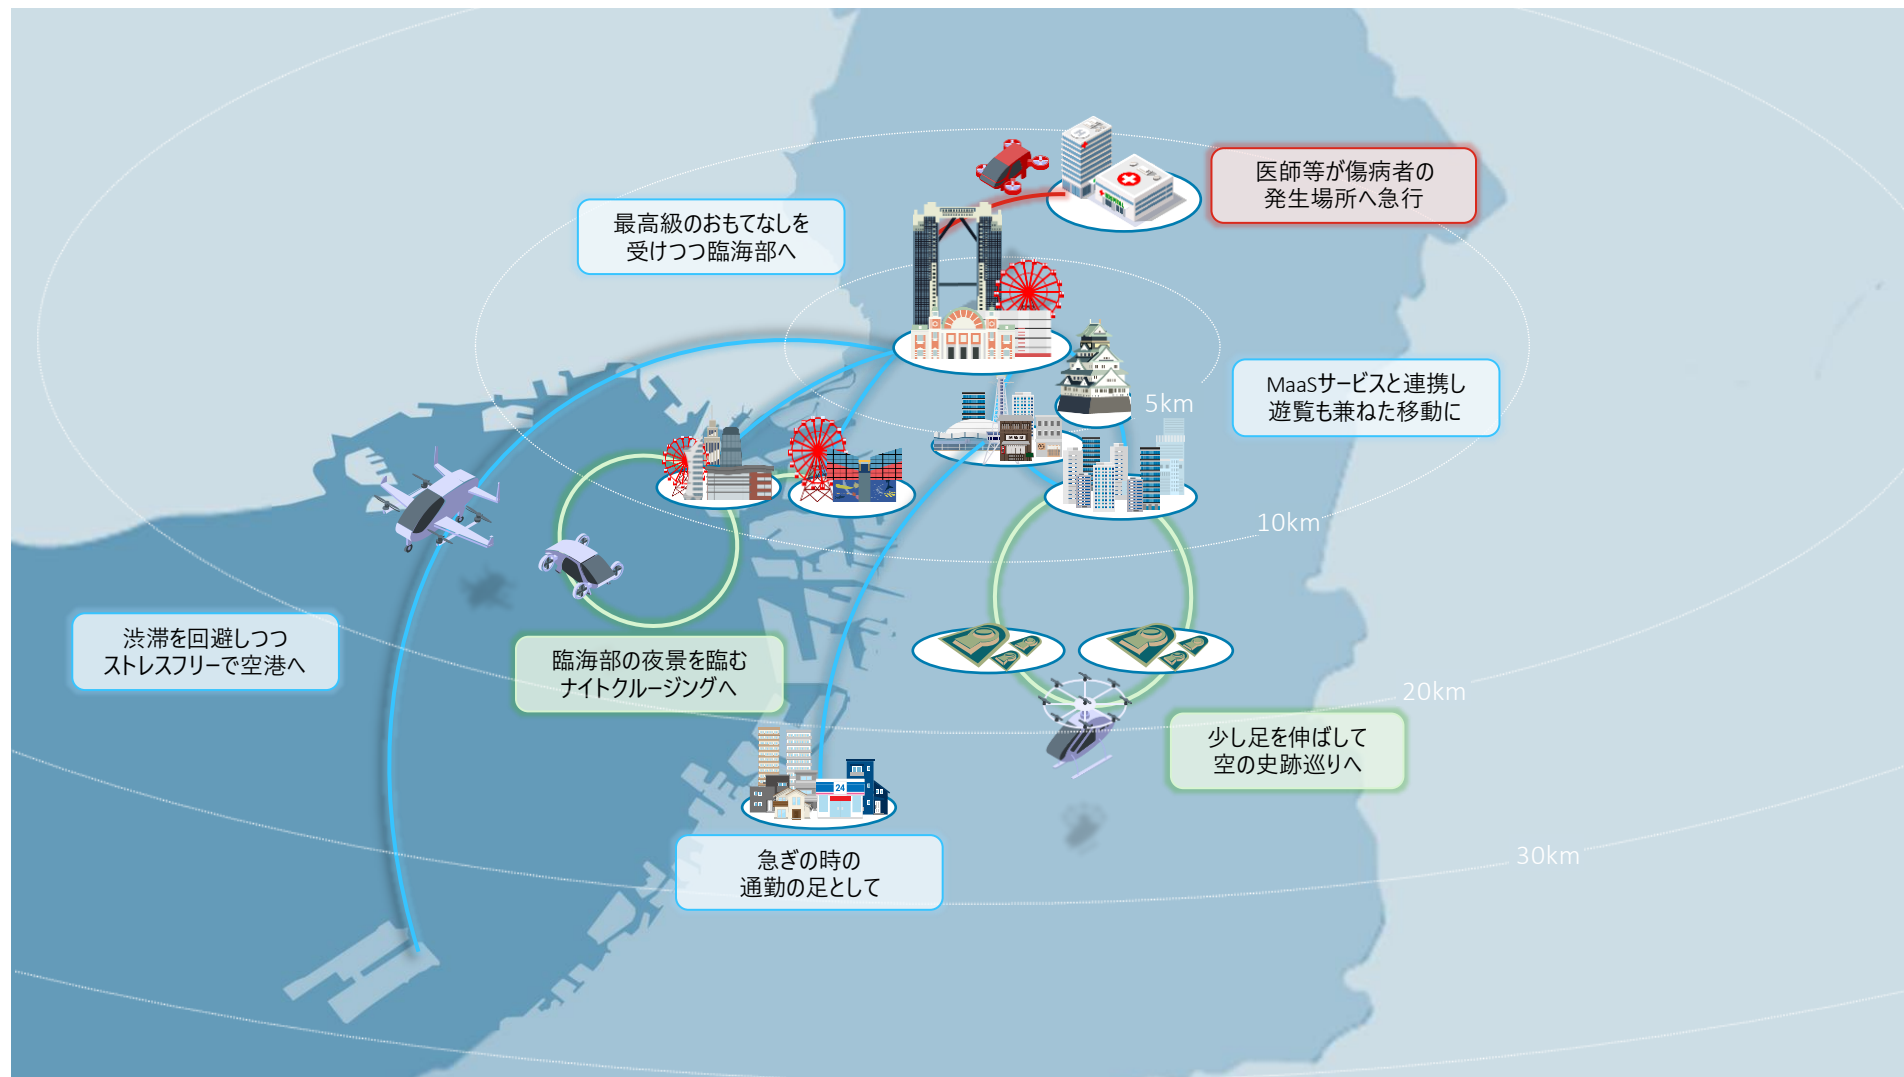 医師等が傷病者の
発生場所へ急行
最高級のおもてなしを
受けつつ臨海部へ
MaaSサービスと連携し
遊覧も兼ねた移動に
5km
10km
渋滞を回避しつつ
ストレスフリーで空港へ
臨海部の夜景を臨む
ナイトクルージングへ
20km
少し足を伸ばして
空の史跡巡りへ
24
急ぎの時の
通勤の足として
30km